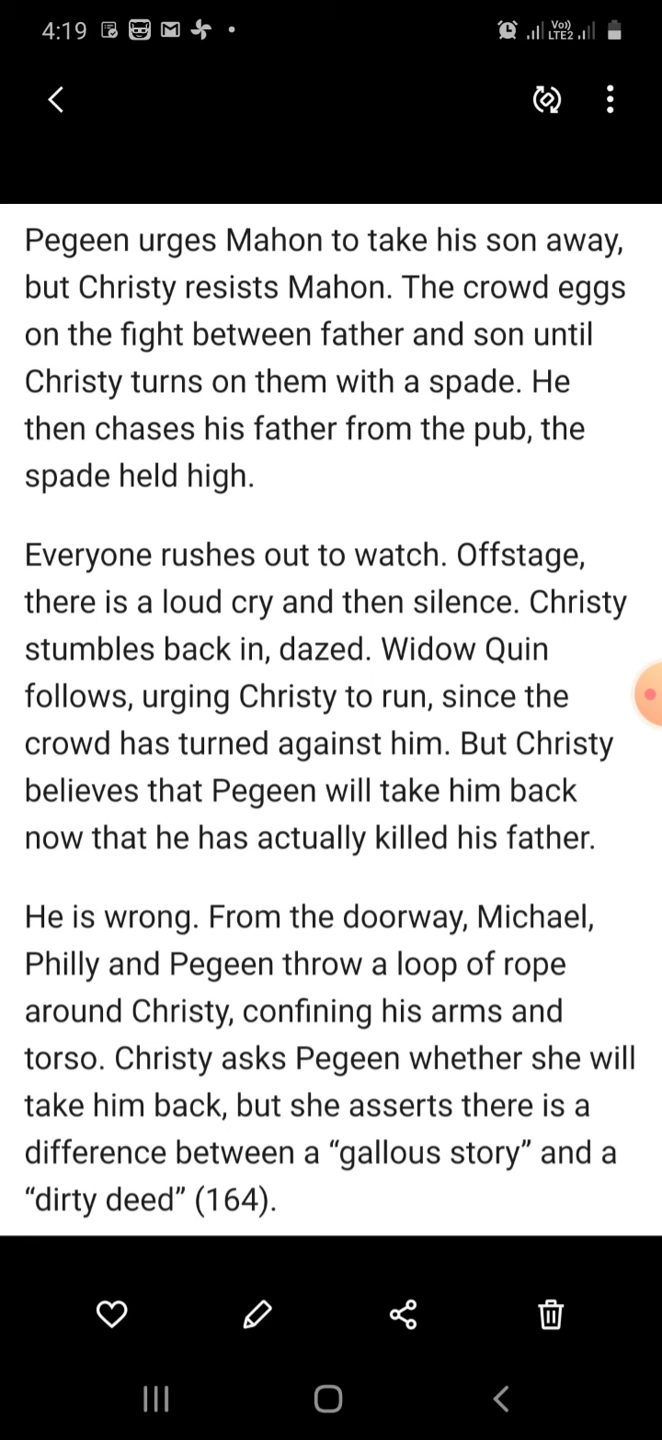 4:19
Vo))
LTE2
Pegeen urges Mahon to take his son away,
but Christy resists Mahon. The crowd eggs
on the fight between father and son until
Christy turns on them with a spade. He
then chases his father from the pub, the
spade held high.
Everyone rushes out to watch. Offstage,
there is a loud cry and then silence. Christy
stumbles back in, dazed. Widow Quin
follows, urging Christy to run, since the
crowd has turned against him. But Christy
believes that Pegeen will take him back
now that he has actually killed his father.
He is wrong. From the doorway, Michael,
Philly and Pegeen throw a loop of rope
around Christy, confining his arms and
torso. Christy asks Pegeen whether she will
take him back, but she asserts there is a
difference between a “gallous story” and a
“dirty deed” (164).